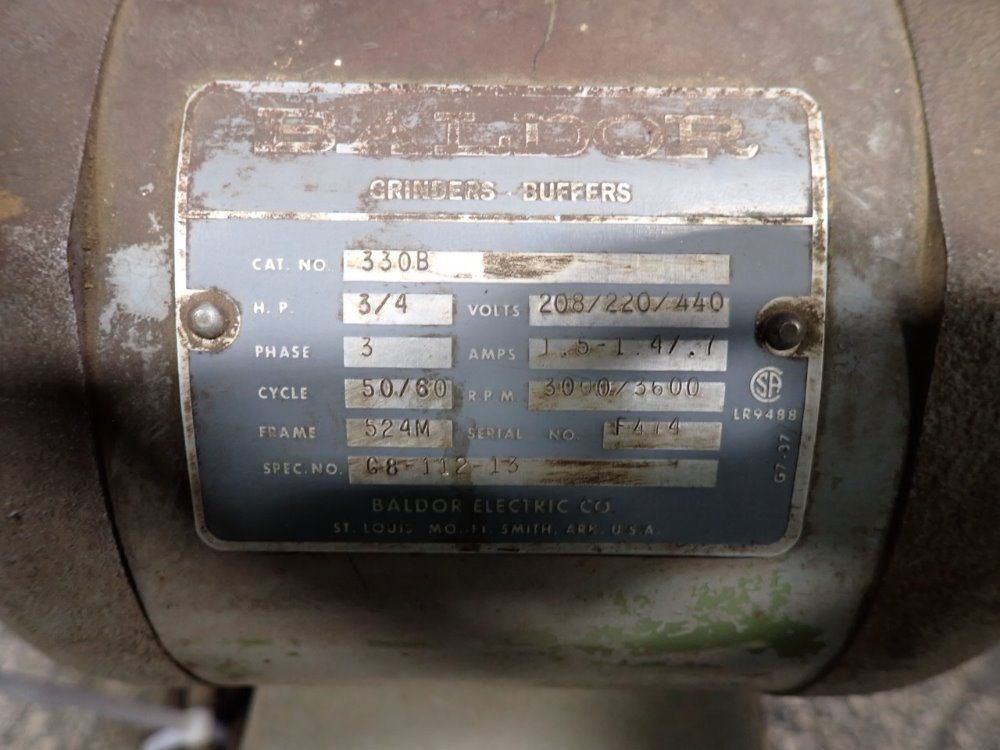 BALDOR
GRINDERS - BUFFERS
CAT. NO. 330B
H. P. 3/4 VOLTS 208/220/440
PHASE 3 AMPS 1.5-1.4/.7
CYCLE 50/60 R.P.M. 3000/3600
FRAME 524M SERIAL NO. F474
SPEC. NO. G8-112-13
SA
LR9488
G7-37
BALDOR ELECTRIC CO.
ST. LOUIS MO.-FT. SMITH, ARK. U.S.A.